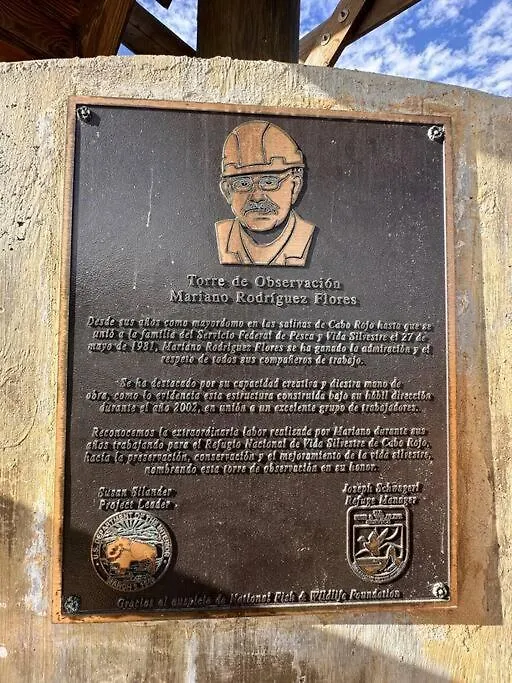 Torre de Observación
Mariano Rodríguez Flores
Desde sus años como mayordomo en las salinas de Cabo Rojo hasta que se
unió a la familia del Servicio Federal de Pesca y Vida Silvestre el 27 de
mayo de 1981, Mariano Rodríguez Flores se ha ganado la admiración y el
respeto de todos sus compañeros de trabajo.
Se ha destacado por su capacidad creativa y diestra mano de
obra, como lo evidencia esta estructura construida bajo su hábil dirección
durante el año 2002, en unión a un excelente grupo de trabajadores.
Reconocemos la extraordinaria labor realizada por Mariano durante sus
años trabajando para el Refugio Nacional de Vida Silvestre de Cabo Rojo,
hacia la preservación, conservación y el mejoramiento de la vida silvestre,
nombrando esta torre de observación en su honor.
Susan Silander
Project Leader
Joseph Schwagerl
Refuge Manager
U.S. DEPARTMENT OF THE INTERIOR
Gracias al auspicio de National Fish & Wildlife Foundation